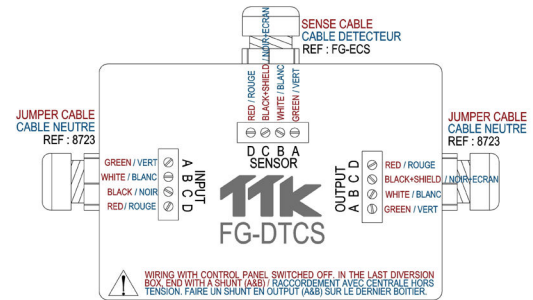 SENSE CABLE
CABLE DETECTEUR
REF : FG-ECS
RED / ROUGE
BLACK+SHIELD / NOIR+ECRAN
WHITE / BLANC
GREEN / VERT
D C B A
SENSOR
JUMPER CABLE
CABLE NEUTRE
REF : 8723
GREEN / VERT
WHITE / BLANC
BLACK / NOIR
RED / ROUGE
A B C D
INPUT
JUMPER CABLE
CABLE NEUTRE
REF : 8723
OUTPUT
A B C D
RED / ROUGE
BLACK+SHIELD / NOIR+ECRAN
WHITE / BLANC
GREEN / VERT
TTK
FG-DTCS
WIRING WITH CONTROL PANEL SWITCHED OFF. IN THE LAST DIVERSION
BOX, END WITH A SHUNT (A&B) / RACCORDEMENT AVEC CENTRALE HORS
TENSION. FAIRE UN SHUNT EN OUTPUT (A&B) SUR LE DERNIER BOITIER.